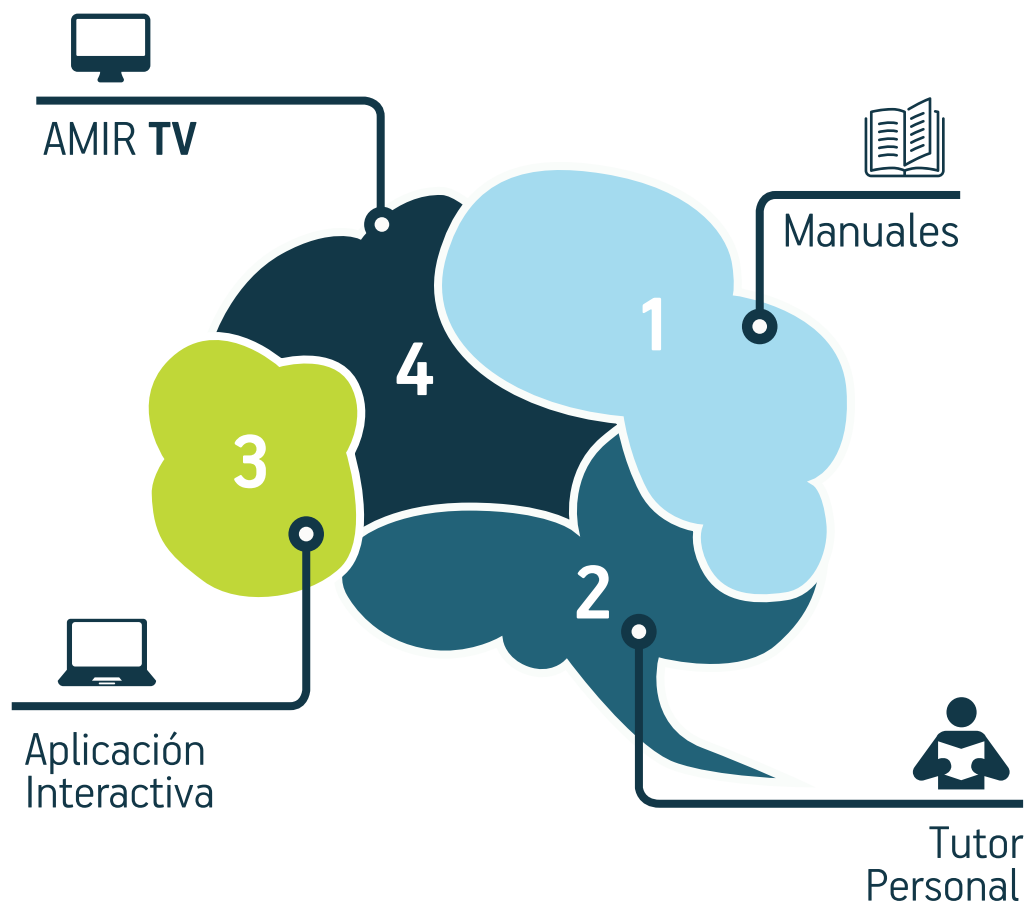 AMIR TV
Manuales
1
4
3
2
Aplicación
Interactiva
Tutor
Personal